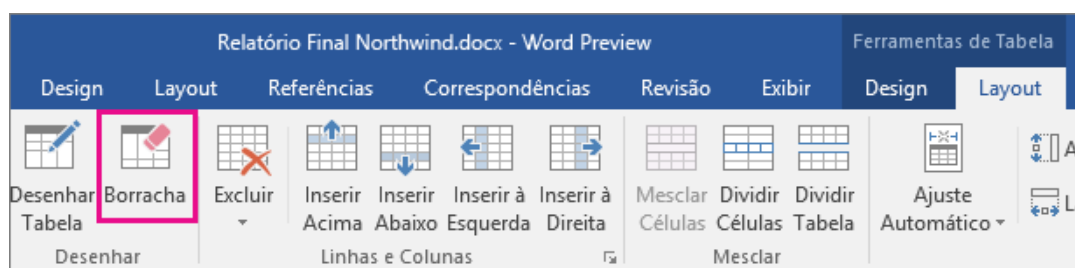 Relatório Final Northwind.docx - Word Preview
Ferramentas de Tabela
Design Layout Referências Correspondências Revisão Exibir Design Layout
Desenhar Tabela
Borracha
Excluir
Inserir Acima
Inserir Abaixo
Inserir à Esquerda
Inserir à Direita
Mesclar Células
Dividir Células
Dividir Tabela
Ajuste Automático
A
L
Desenhar
Linhas e Colunas
Mesclar